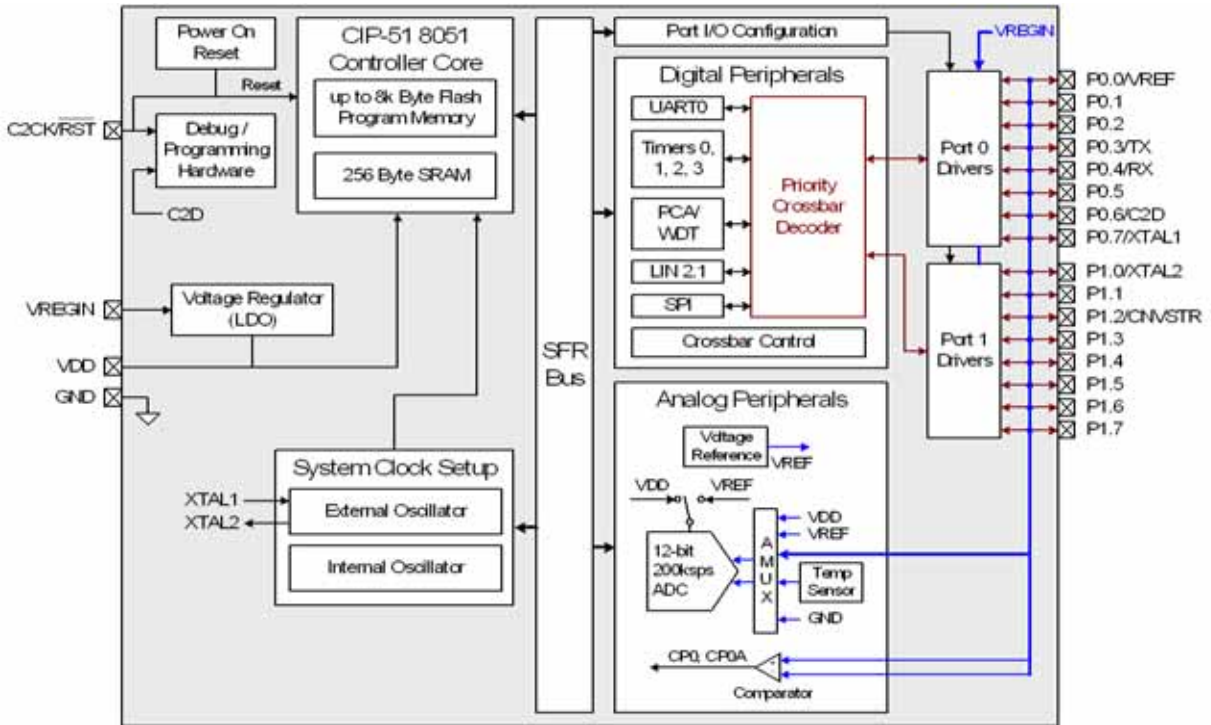 Power On
Reset
Reset
C2CK/RST
Debug /
Programming
Hardware
C2D
CIP-51 8051
Controller Core
up to 8k Byte Flash
Program Memory
256 Byte SRAM
VREGIN
Voltage Regulator
(LDO)
VDD
GND
System Clock Setup
XTAL1
XTAL2
External Oscillator
Internal Oscillator
SFR
Bus
Port I/O Configuration
Digital Peripherals
UART0
Timers 0,
1, 2, 3
PCA/
WDT
LIN 2.1
SPI
Priority
Crossbar
Decoder
Crossbar Control
Analog Peripherals
Voltage
Reference
VREF
VDD
VREF
12-bit
200ksps
ADC
A
M
U
X
VDD
VREF
Temp
Sensor
GND
CP0, CP0A
+
-
Comparator
VREGIN
Port 0
Drivers
Port 1
Drivers
P0.0/VREF
P0.1
P0.2
P0.3/TX
P0.4/RX
P0.5
P0.6/C2D
P0.7/XTAL1
P1.0/XTAL2
P1.1
P1.2/CNVSTR
P1.3
P1.4
P1.5
P1.6
P1.7